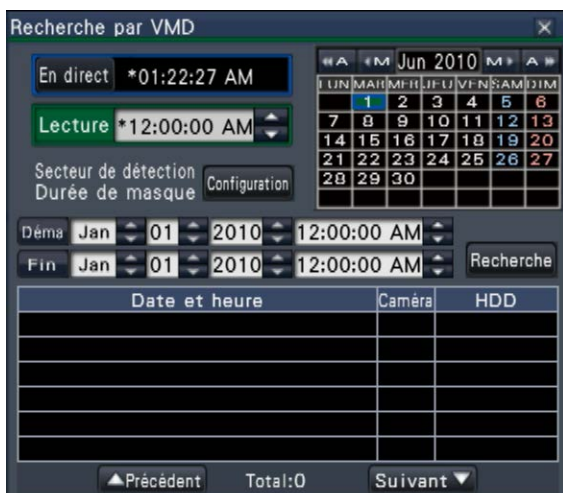 Recherche par VMD
En direct *01:22:27 AM
Lecture *12:00:00 AM
Secteur de détection
Durée de masque
Configuration
A M Jun 2010 M A
LUN MAR MER JEU VEN SAM DIM
1 2 3 4 5 6
7 8 9 10 11 12 13
14 15 16 17 18 19 20
21 22 23 24 25 26 27
28 29 30
Déma Jan 01 2010 12:00:00 AM
Fin Jan 01 2010 12:00:00 AM
Recherche
Date et heure Caméra HDD
Précédent Total:0 Suivant